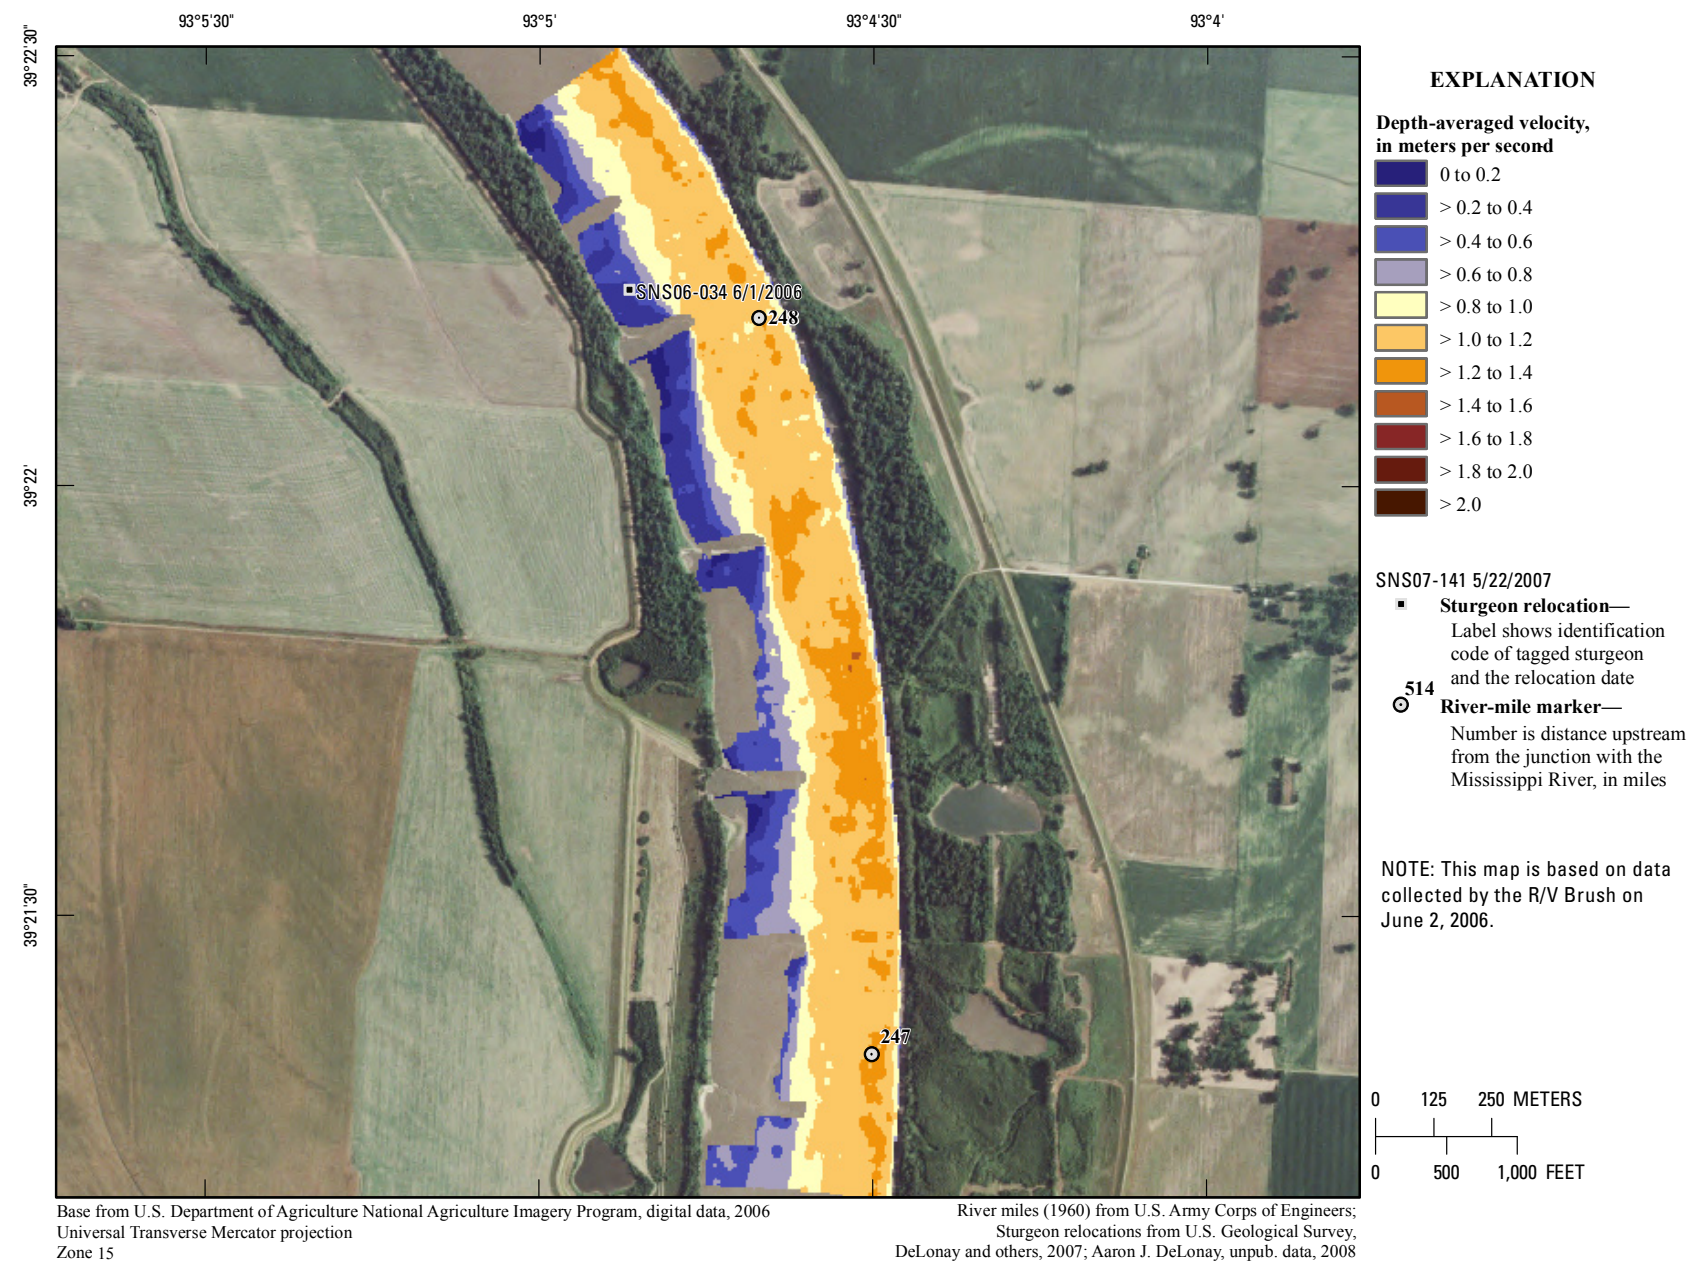 93°5'30"
93°5'
93°4'30"
93°4'
39°22'30"
39°22'
39°21'30"
SNS06-034 6/1/2006
248
247
EXPLANATION
Depth-averaged velocity,
in meters per second
0 to 0.2
> 0.2 to 0.4
> 0.4 to 0.6
> 0.6 to 0.8
> 0.8 to 1.0
> 1.0 to 1.2
> 1.2 to 1.4
> 1.4 to 1.6
> 1.6 to 1.8
> 1.8 to 2.0
> 2.0
SNS07-141 5/22/2007
Sturgeon relocation—
Label shows identification
code of tagged sturgeon
and the relocation date
514
River-mile marker—
Number is distance upstream
from the junction with the
Mississippi River, in miles
NOTE: This map is based on data
collected by the R/V Brush on
June 2, 2006.
0 125 250 METERS
0 500 1,000 FEET
Base from U.S. Department of Agriculture National Agriculture Imagery Program, digital data, 2006
Universal Transverse Mercator projection
Zone 15
River miles (1960) from U.S. Army Corps of Engineers;
Sturgeon relocations from U.S. Geological Survey,
DeLonay and others, 2007; Aaron J. DeLonay, unpub. data, 2008